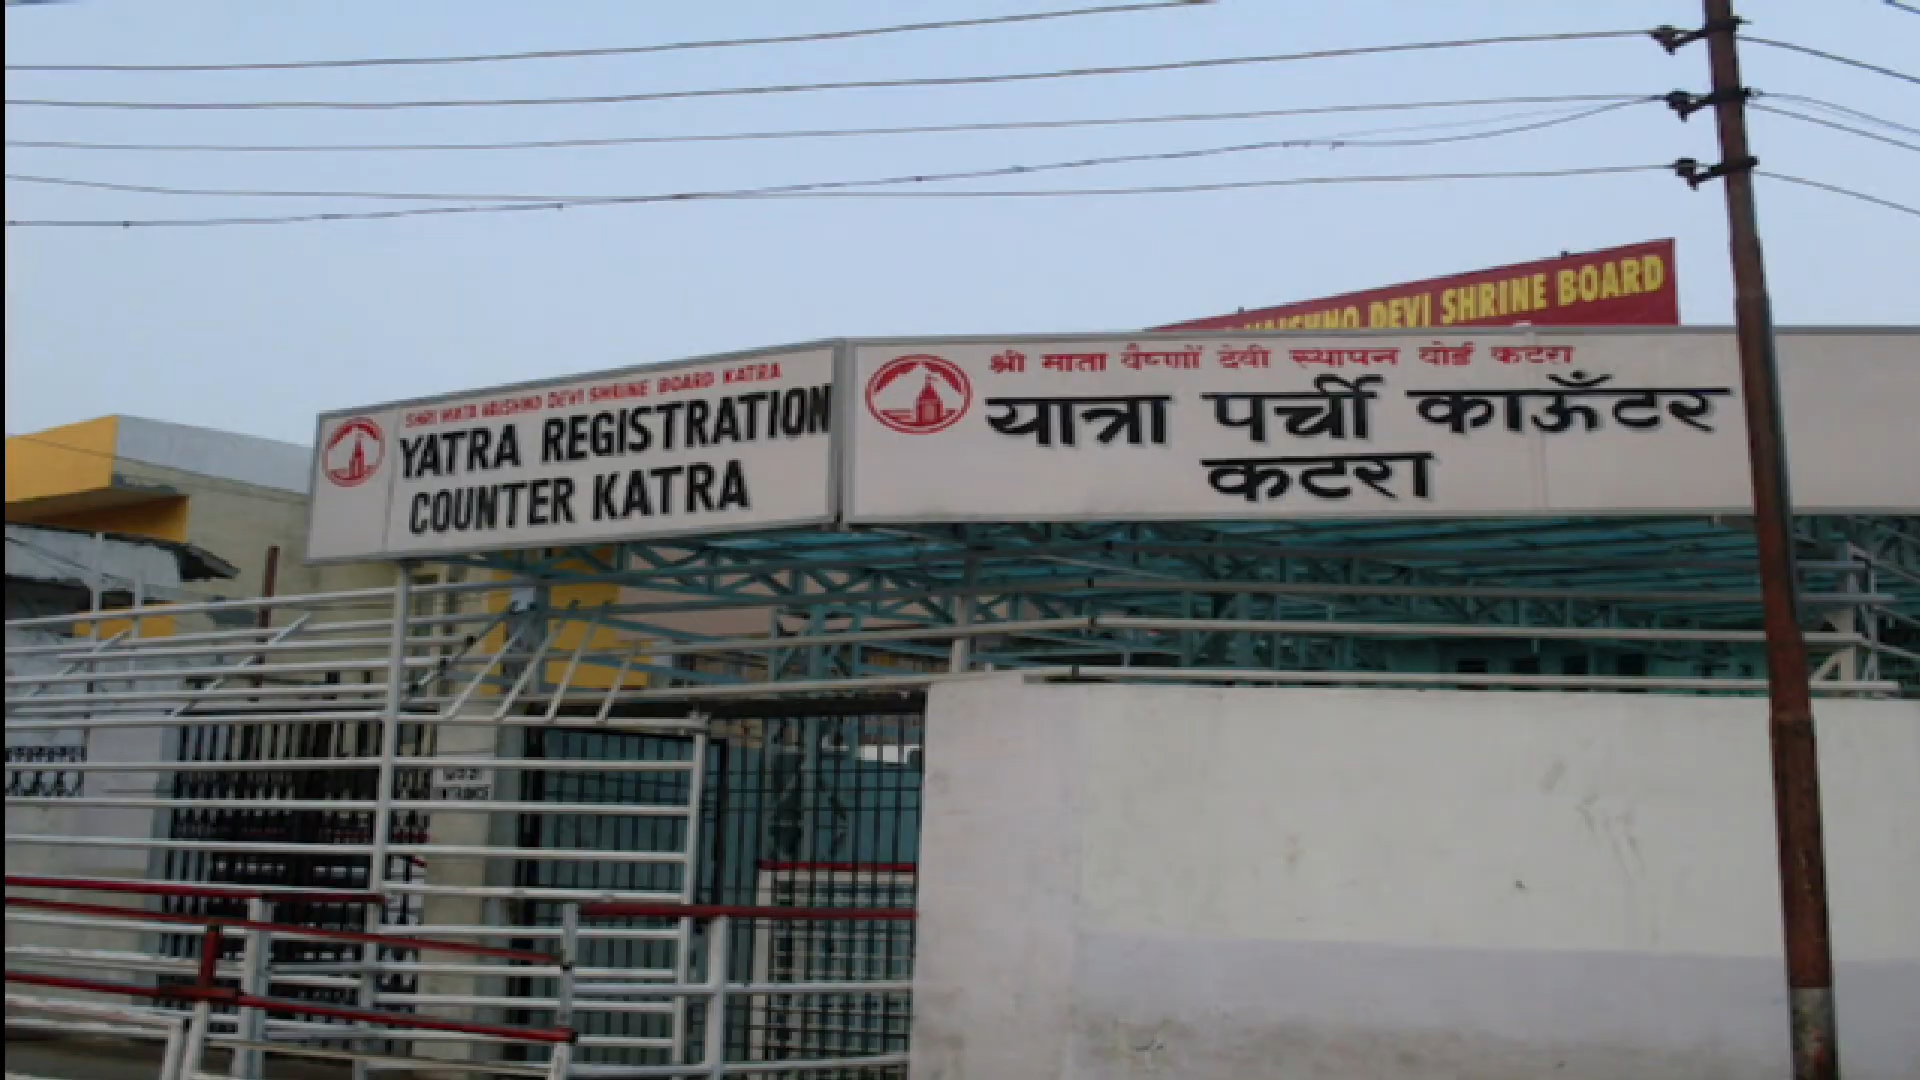 VAISHNO DEVI SHRINE BOARD
SHRI MATA VAISHNO DEVI SHRINE BOARD KATRA
YATRA REGISTRATION
COUNTER KATRA
श्री माता वैष्णों देवी स्थापन बोर्ड कटरा
यात्रा पर्ची काऊँटर
कटरा